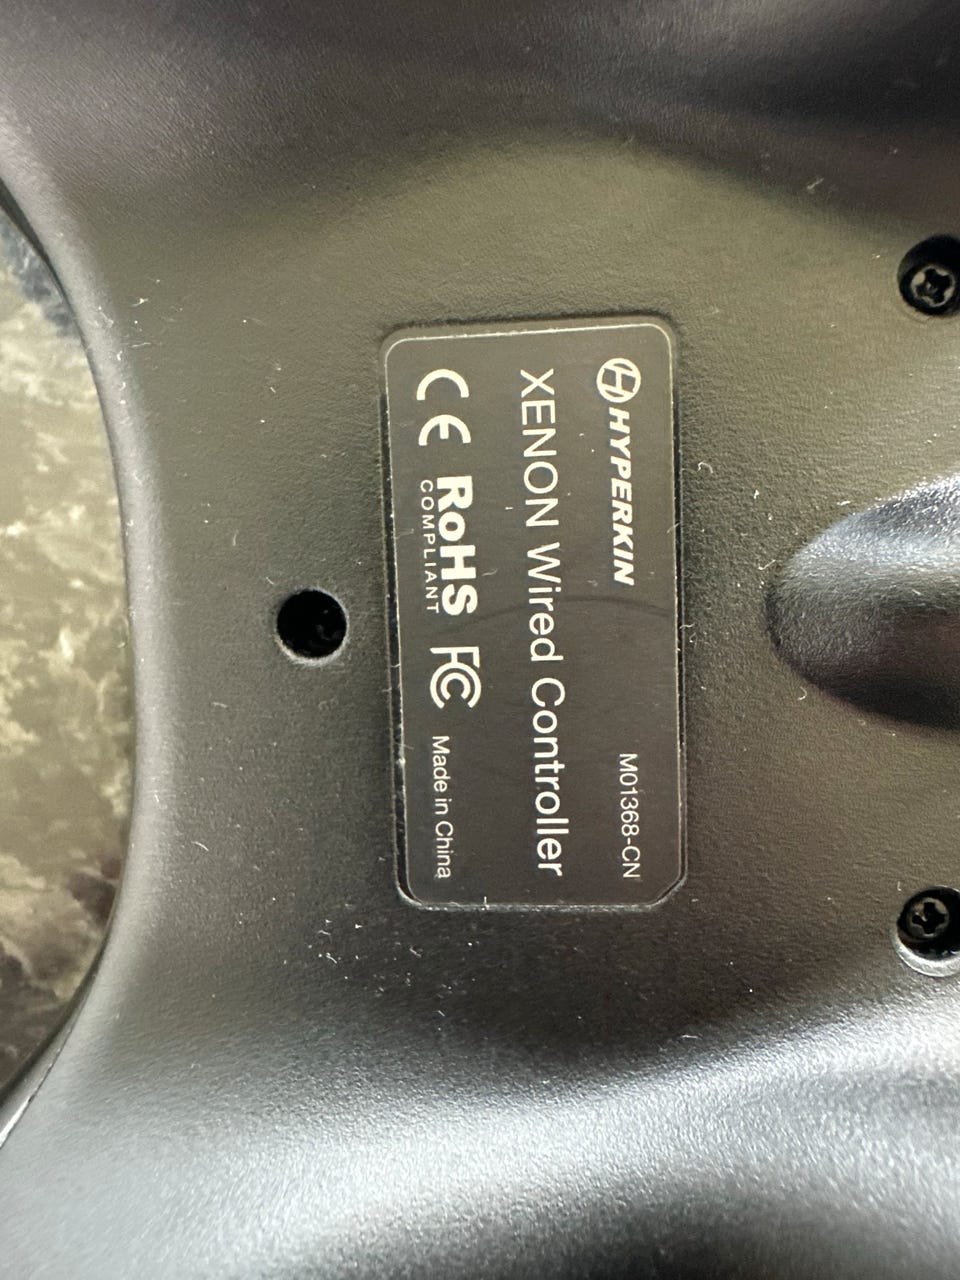 HYPERKIN M01368-CN
XENON Wired Controller
CE RoHS COMPLIANT FC Made in China